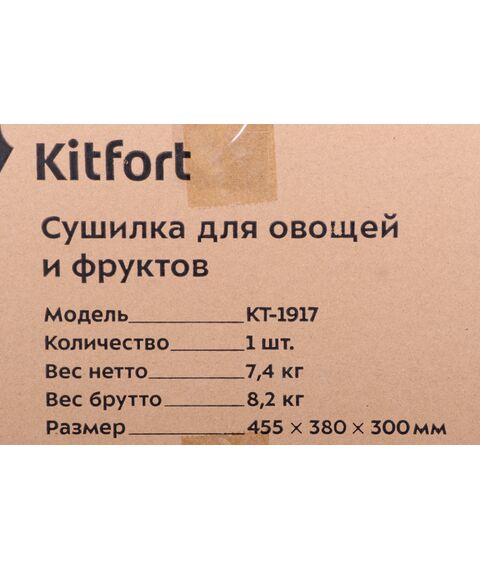 Kitfort
Сушилка для овощей
и фруктов
Модель КТ-1917
Количество 1 шт.
Вес нетто 7,4 кг
Вес брутто 8,2 кг
Размер 455 × 380 × 300 мм